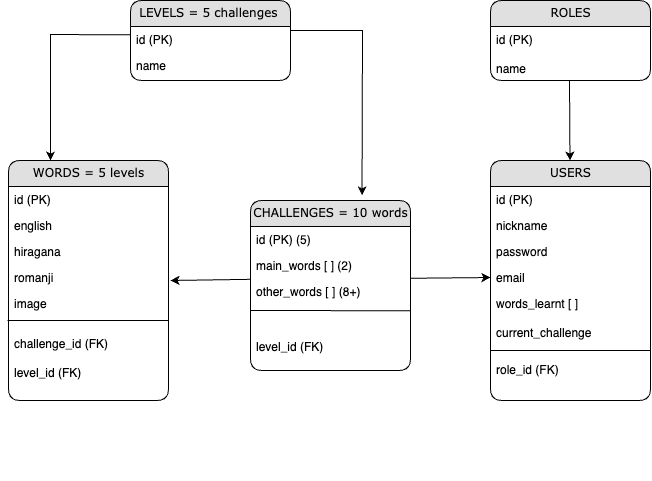 LEVELS = 5 challenges
id (PK)
name
ROLES
id (PK)
name
WORDS = 5 levels
id (PK)
english
hiragana
romanji
image
challenge_id (FK)
level_id (FK)
CHALLENGES = 10 words
id (PK) (5)
main_words [ ] (2)
other_words [ ] (8+)
level_id (FK)
USERS
id (PK)
nickname
password
email
words_learnt [ ]
current_challenge
role_id (FK)